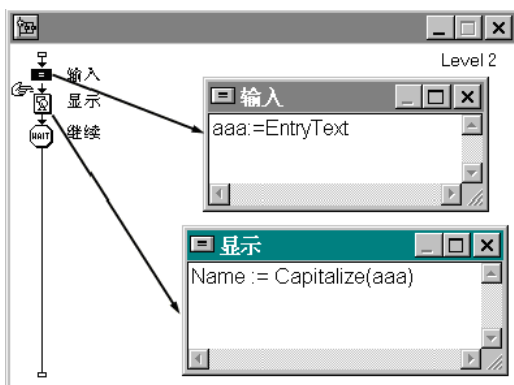 Level 2
输入
显示
WAIT
继续
输入
aaa:=EntryText
显示
Name := Capitalize(aaa)